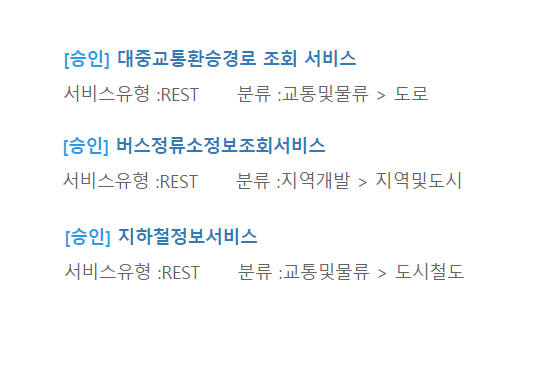 [승인] 대중교통환승경로 조회 서비스
서비스유형 :REST 분류 :교통및물류 > 도로
[승인] 버스정류소정보조회서비스
서비스유형 :REST 분류 :지역개발 > 지역및도시
[승인] 지하철정보서비스
서비스유형 :REST 분류 :교통및물류 > 도시철도